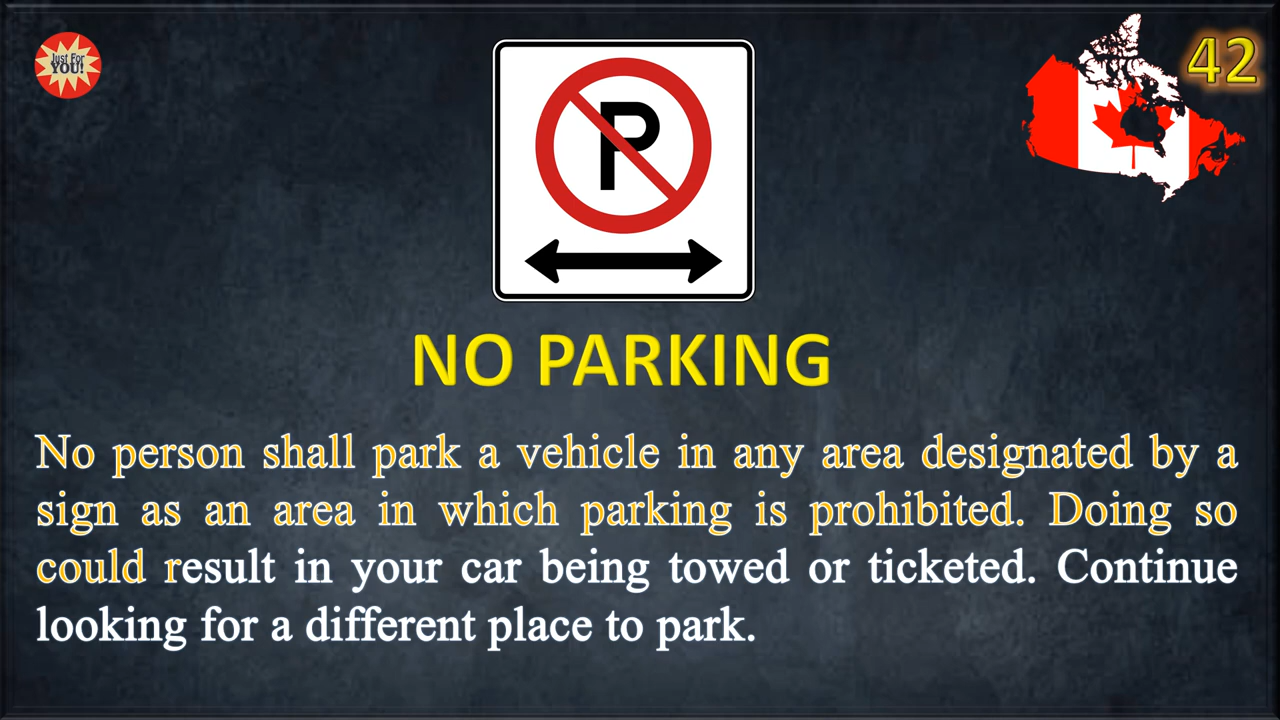 Just For
YOU!
42
P
NO PARKING
No person shall park a vehicle in any area designated by a
sign as an area in which parking is prohibited. Doing so
could result in your car being towed or ticketed. Continue
looking for a different place to park.